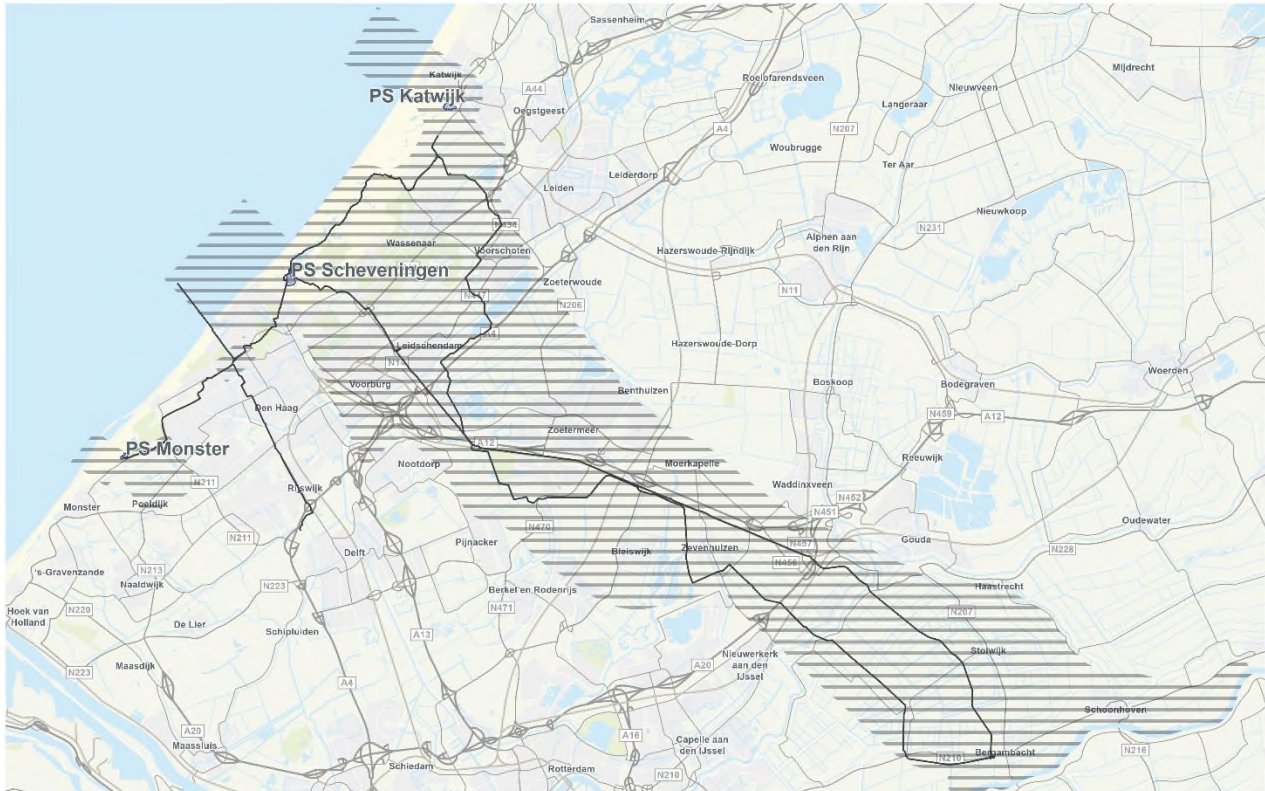 Sassenheim
Katwijk
Mijdrecht
PS Katwijk
A44
Roelofarendsveen
Nieuwveen
Oegstgeest
Langeraar
A4
N207
Woubrugge
Ter Aar
Leiderdorp
Leiden
Nieuwkoop
N434
N231
Wassenaar
Voorschoten
Hazerswoude-Rijndijk
Alphen aan
den Rijn
PS Scheveningen
Zoeterwoude
N11
N447
N206
A4
Leidschendam
Hazerswoude-Dorp
N14
Woerden
Voorburg
Boskoop
Bodegraven
Benthuizen
Den Haag
N459
A12
Zoetermeer
A12
PS Monster
Reeuwijk
Nootdorp
Moerkapelle
N211
Waddinxveen
Rijswijk
N452
Monster
Poeldijk
N451
Oudewater
N470
N211
Pijnacker
Gouda
N457
Delft
Bleiswijk
Zevenhuizen
N228
N456
's-Gravenzande
N213
Naaldwijk
N223
Haastrecht
Berkel en Rodenrijs
N471
Hoek van
Holland
N220
N207
De Lier
Schipluiden
A13
Stolwijk
Nieuwerkerk
aan den
IJssel
Maasdijk
A20
N223
A4
Schoonhoven
A20
A16
Maassluis
Capelle aan
den IJssel
Bergambacht
N216
N210
Schiedam
Rotterdam
N210